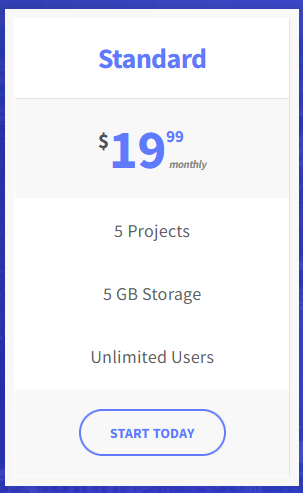 Standard
$19 99
monthly
5 Projects
5 GB Storage
Unlimited Users
START TODAY